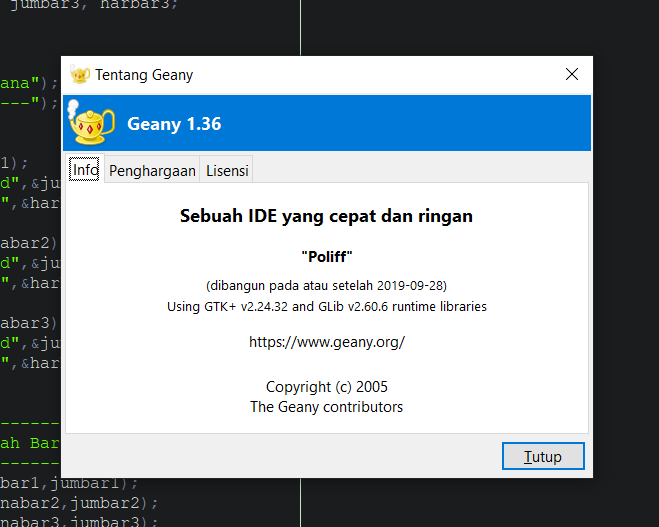 jumbar3, harbar3;
ana");
---");
Tentang Geany
Geany 1.36
Info Penghargaan Lisensi
Sebuah IDE yang cepat dan ringan
"Poliff"
(dibangun pada atau setelah 2019-09-28)
Using GTK+ v2.24.32 and GLib v2.60.6 runtime libraries
https://www.geany.org/
Copyright (c) 2005
The Geany contributors
Tutup
1);
d",&jum
",&har
abar2)
d",&jum
",&har
abar3)
d",&jum
",&har
-------
ah Bar
-------
bar1,jumbar1);
nabar2,jumbar2);
nabar3,jumbar3);